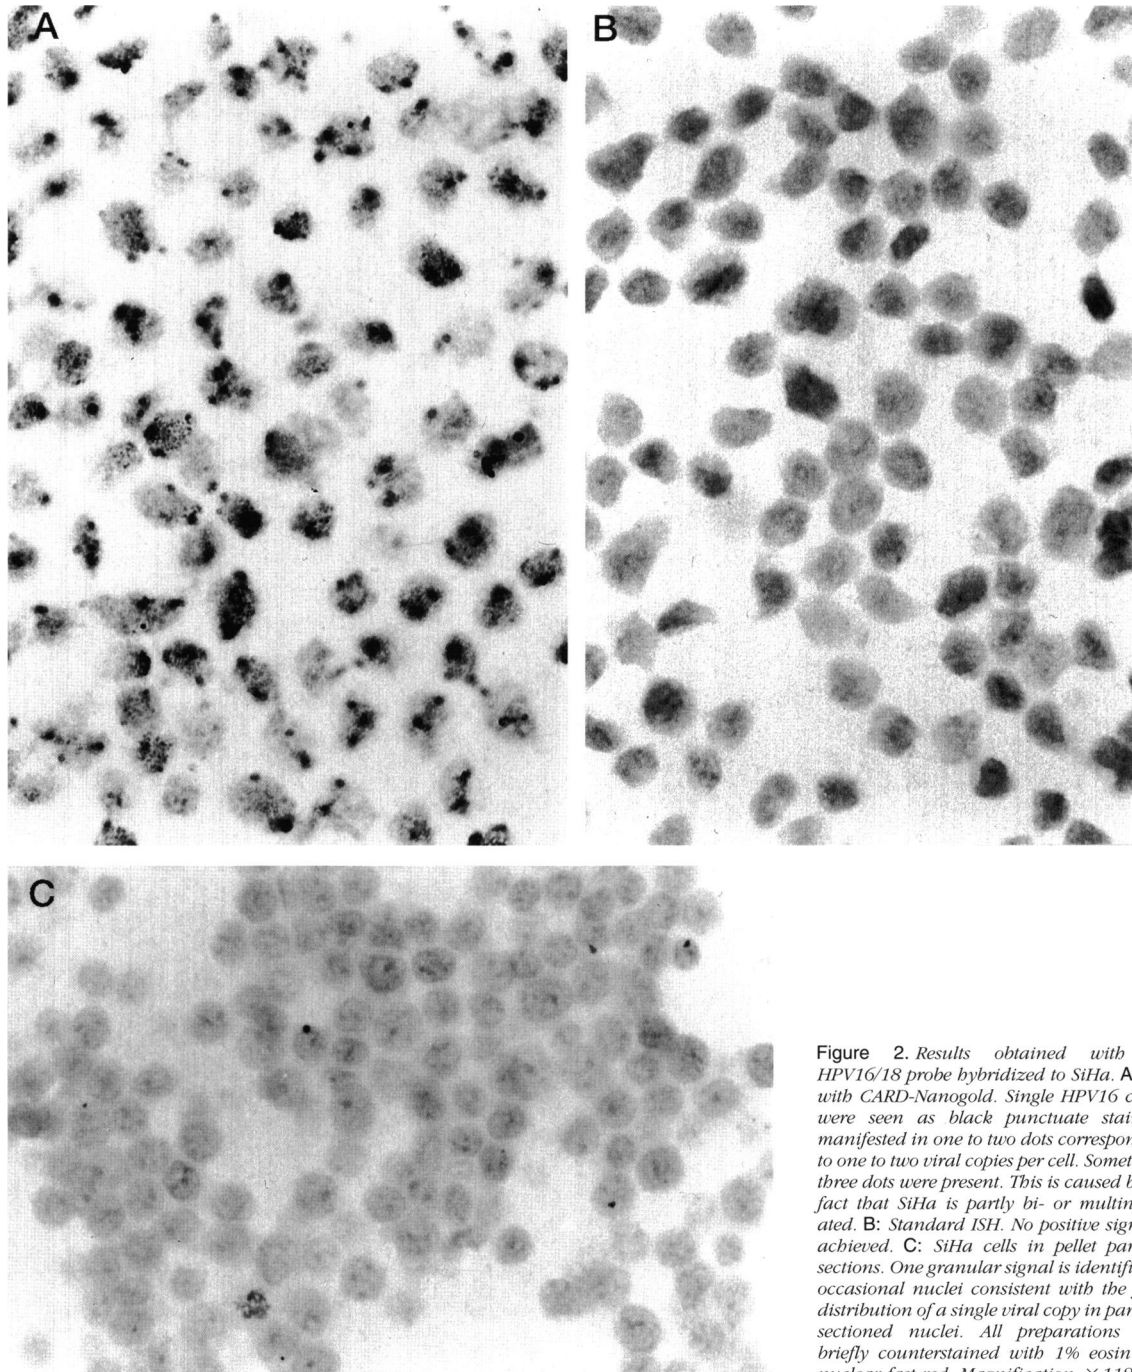 A
B
C
Figure 2. Results obtained with
HPV16/18 probe hybridized to SiHa. A
with CARD-Nanogold. Single HPV16 c
were seen as black punctuate stai
manifested in one to two dots correspon
to one to two viral copies per cell. Somet
three dots were present. This is caused b
fact that SiHa is partly bi- or multin
ated. B: Standard ISH. No positive sign
achieved. C: SiHa cells in pellet par
sections. One granular signal is identifi
occasional nuclei consistent with the
distribution of a single viral copy in par
sectioned nuclei. All preparations
briefly counterstained with 1% eosin
nuclear fast red. Magnification,